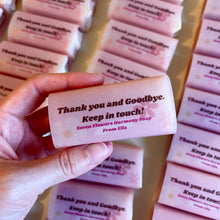 Thank you and Goodbye.
Keep in touch!
Seven Flowers Harmony Soap
From Ella